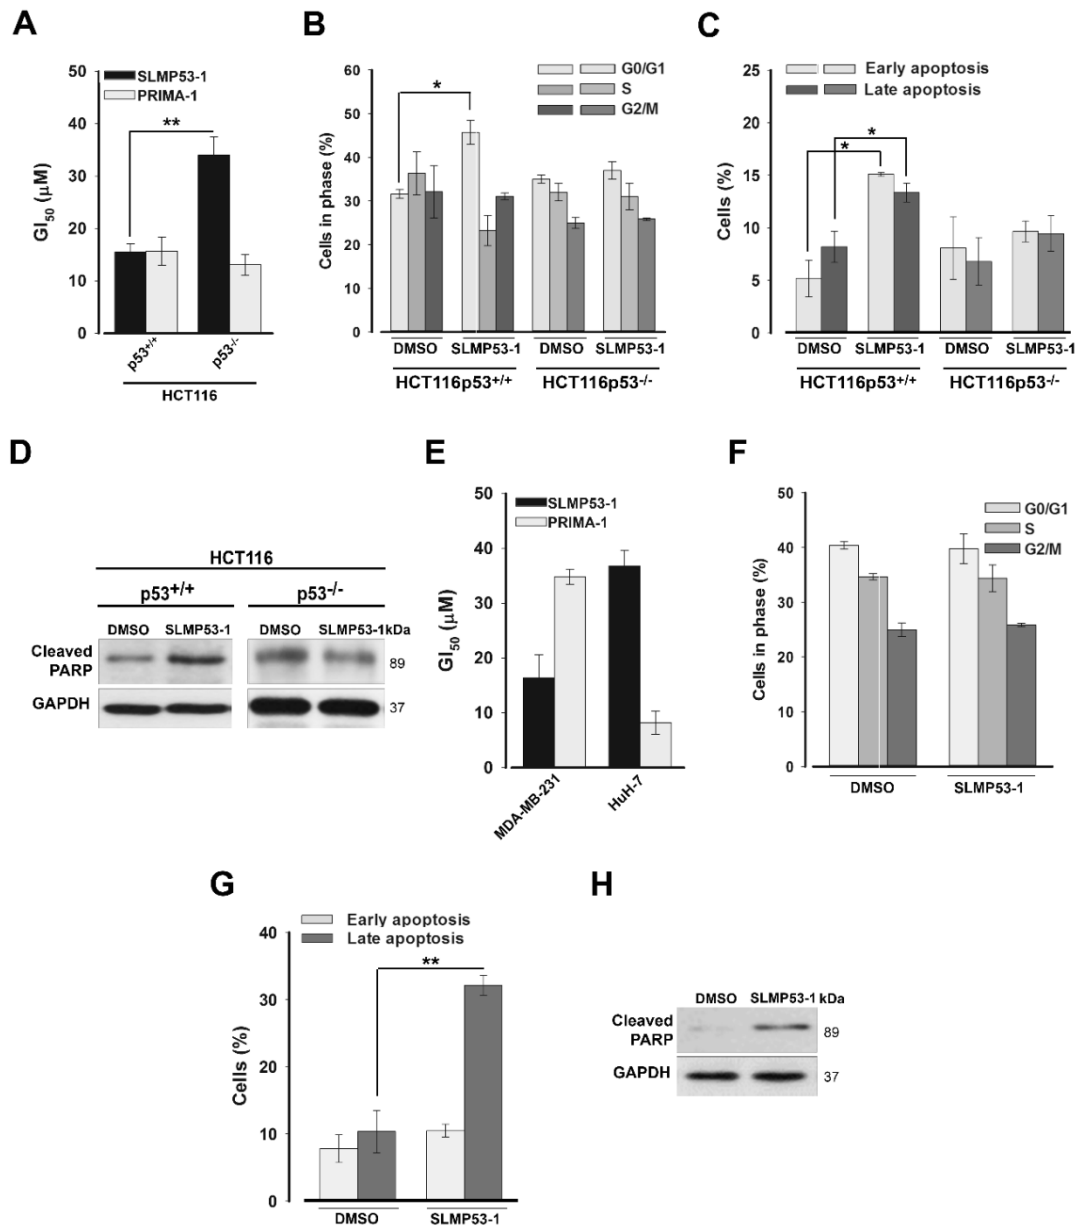 A
SLMP53-1
PRIMA-1
**
GI50 (µM)
50
40
30
20
10
0
p53+/+
p53-/-
HCT116
B
G0/G1
S
G2/M
*
Cells in phase (%)
60
50
40
30
20
10
0
DMSO SLMP53-1 DMSO SLMP53-1
HCT116p53+/+ HCT116p53-/-
C
Early apoptosis
Late apoptosis
*
*
Cells (%)
25
20
15
10
5
0
DMSO SLMP53-1 DMSO SLMP53-1
HCT116p53+/+ HCT116p53-/-
D
HCT116
p53+/+ p53-/-
DMSO SLMP53-1 DMSO SLMP53-1 kDa
Cleaved
PARP
89
GAPDH 37
E
SLMP53-1
PRIMA-1
GI50 (µM)
50
40
30
20
10
0
MDA-MB-231
HuH-7
F
G0/G1
S
G2/M
Cells in phase (%)
50
40
30
20
10
0
DMSO SLMP53-1
G
Early apoptosis
Late apoptosis
**
Cells (%)
40
30
20
10
0
DMSO SLMP53-1
H
DMSO SLMP53-1 kDa
Cleaved
PARP
89
GAPDH 37